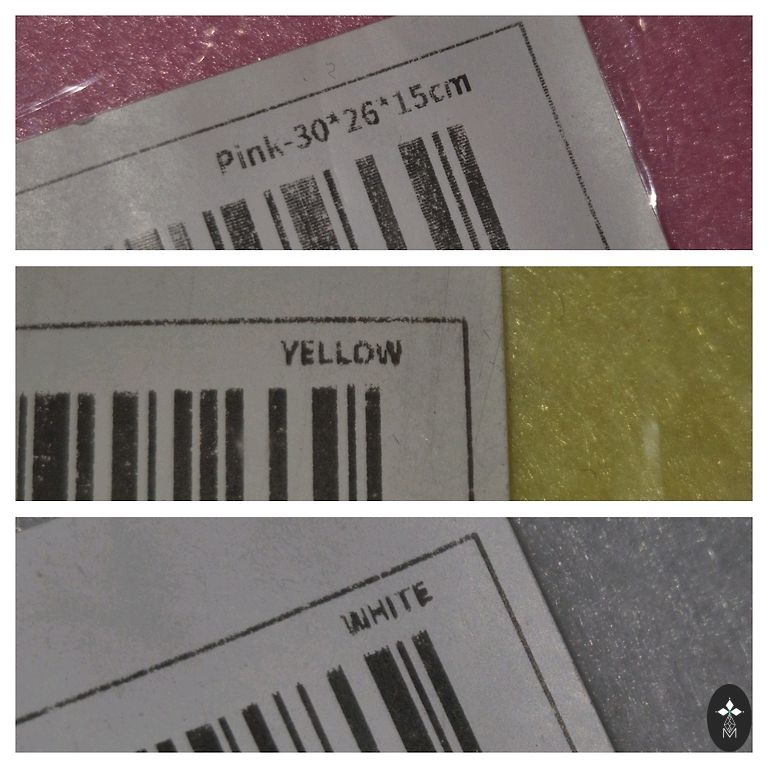 Pink-30*26*15cm
YELLOW
WHITE
M